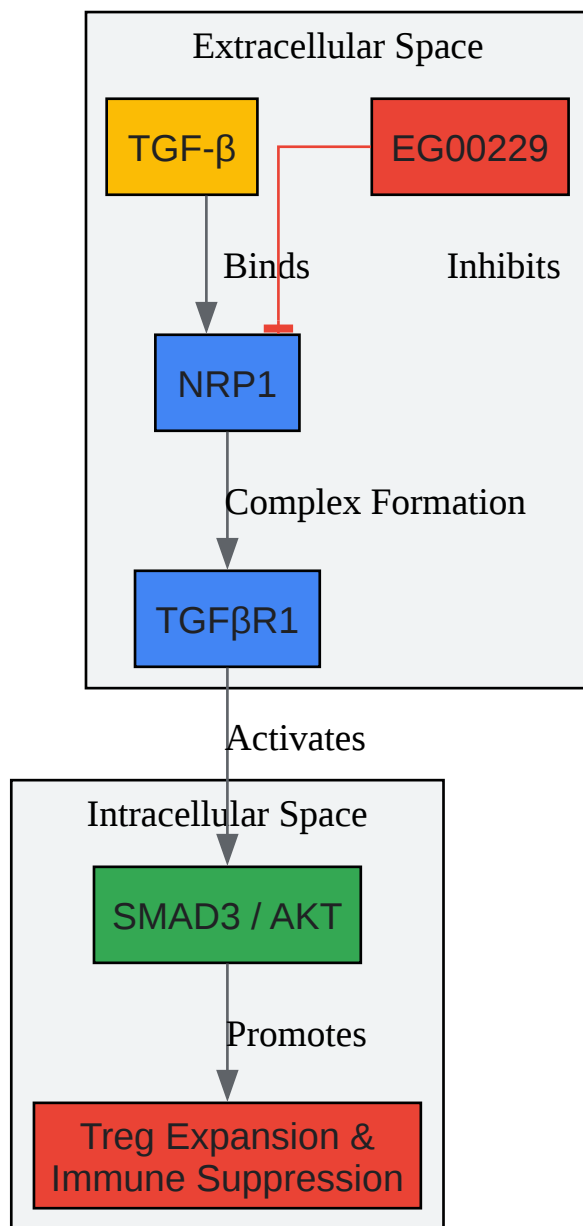 Extracellular Space
TGF-β
EG00229
Binds
Inhibits
NRP1
Complex Formation
TGFβR1
Activates
Intracellular Space
SMAD3 / AKT
Promotes
Treg Expansion &
Immune Suppression